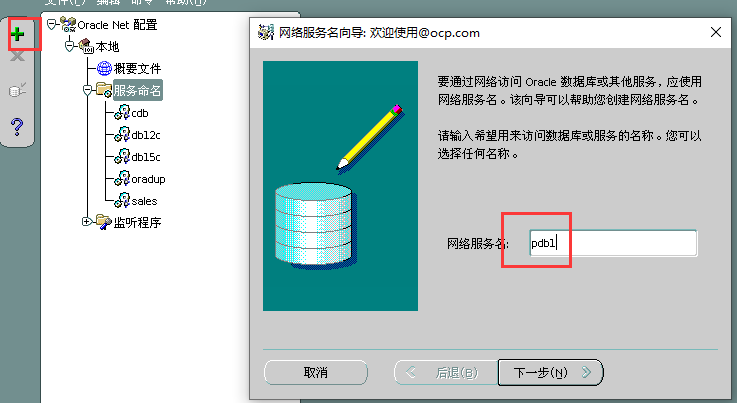 文件(F) 编辑 命令 帮助(H)
Oracle Net 配置
本地
概要文件
服务命名
cdb
db12c
db15c
oradup
sales
监听程序
网络服务名向导: 欢迎使用@ocp.com
要通过网络访问 Oracle 数据库或其他服务，应使用
网络服务名。该向导可以帮助您创建网络服务名。
请输入希望用来访问数据库或服务的名称。您可以
选择任何名称。
网络服务名:
pdb1
取消
后退(B)
下一步(N)